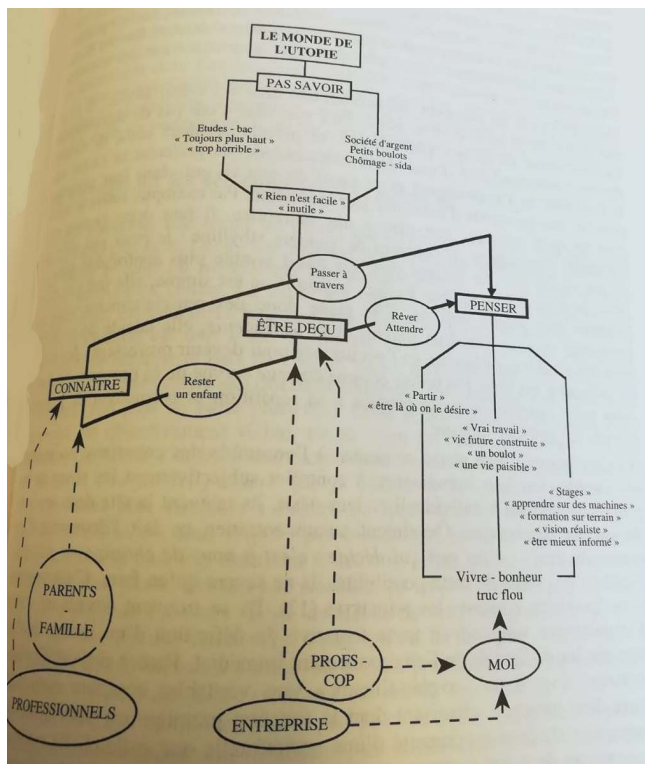 LE MONDE DE
L'UTOPIE
PAS SAVOIR
Etudes - bac
« Toujours plus haut »
« trop horrible »
Société d'argent
Petits boulots
Chômage - sida
« Rien n'est facile »
« inutile »
Passer à
travers
PENSER
ÊTRE DEÇU
Rêver
Attendre
CONNAÎTRE
Rester
un enfant
« Partir »
« être là où on le désire »
« Vrai travail »
« vie future construite »
« un boulot »
« une vie paisible »
« Stages »
« apprendre sur des machines »
« formation sur terrain »
« vision réaliste »
« être mieux informé »
Vivre - bonheur
truc flou
PARENTS
-
FAMILLE
PROFS -
COP
MOI
PROFESSIONNELS
ENTREPRISE